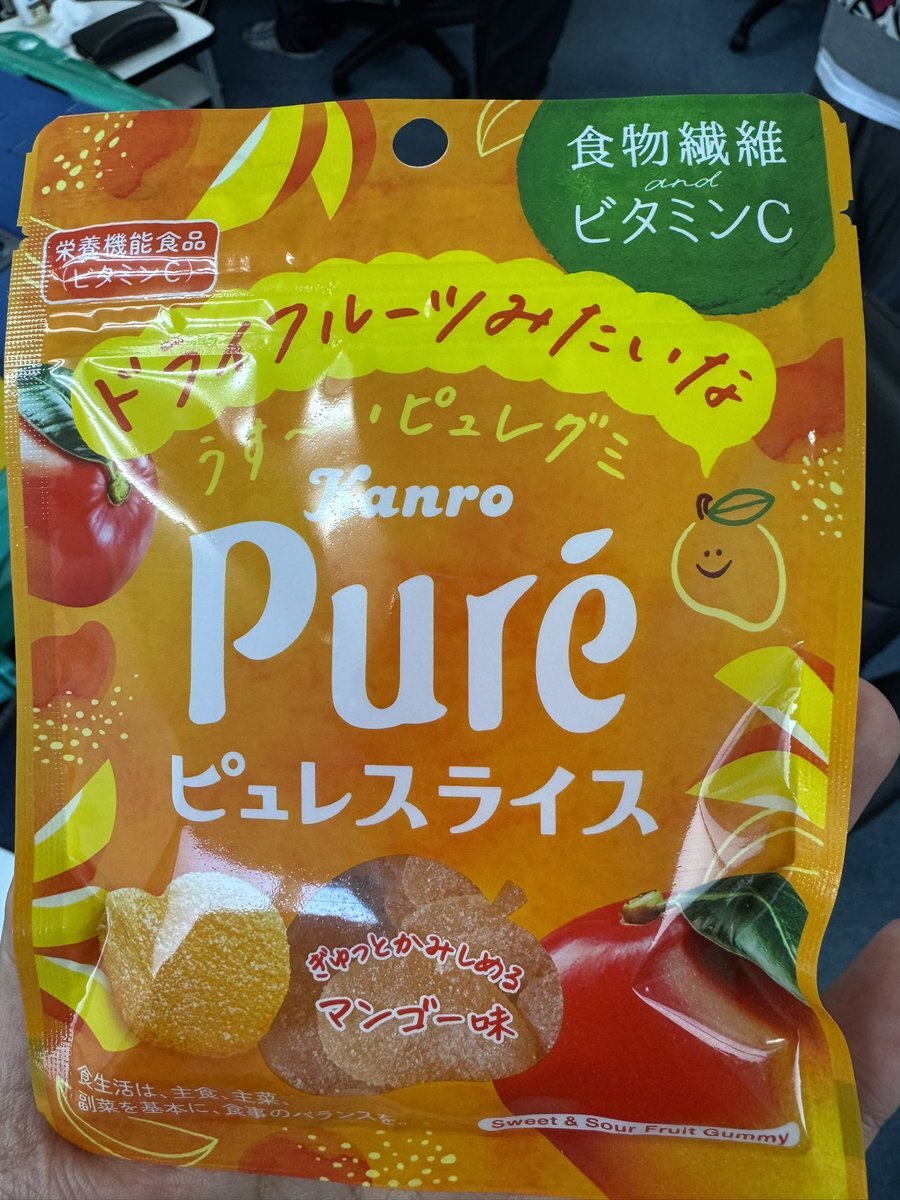 食物繊維
and
ビタミンC
栄養機能食品
(ビタミンC)
ドライフルーツみたいな
うす〜いピュレグミ
Kanro
Puré
ピュレスライス
ぎゅっとかみしめる
マンゴー味
食生活は、主食、主菜、
副菜を基本に、食事のバランスを。
Sweet & Sour Fruit Gummy